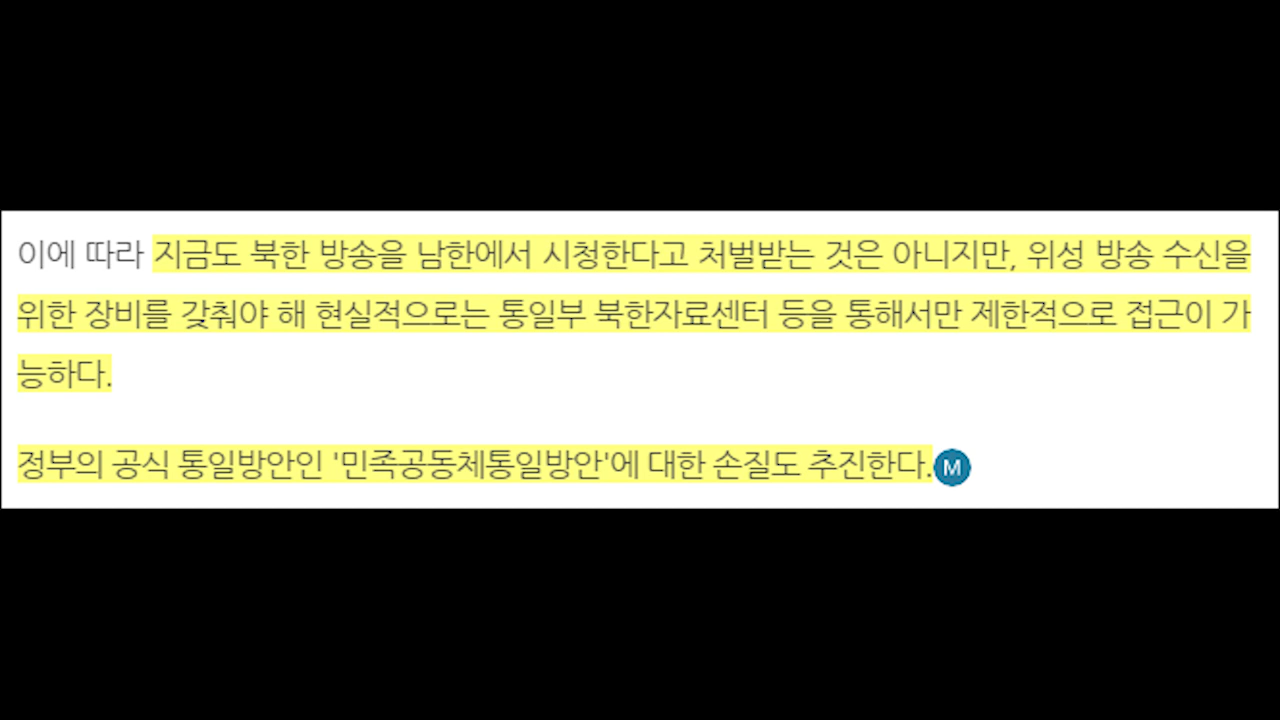 이에 따라 지금도 북한 방송을 남한에서 시청한다고 처벌받는 것은 아니지만, 위성 방송 수신을
위한 장비를 갖춰야 해 현실적으로는 통일부 북한자료센터 등을 통해서만 제한적으로 접근이 가
능하다.
정부의 공식 통일방안인 '민족공동체통일방안'에 대한 손질도 추진한다. M